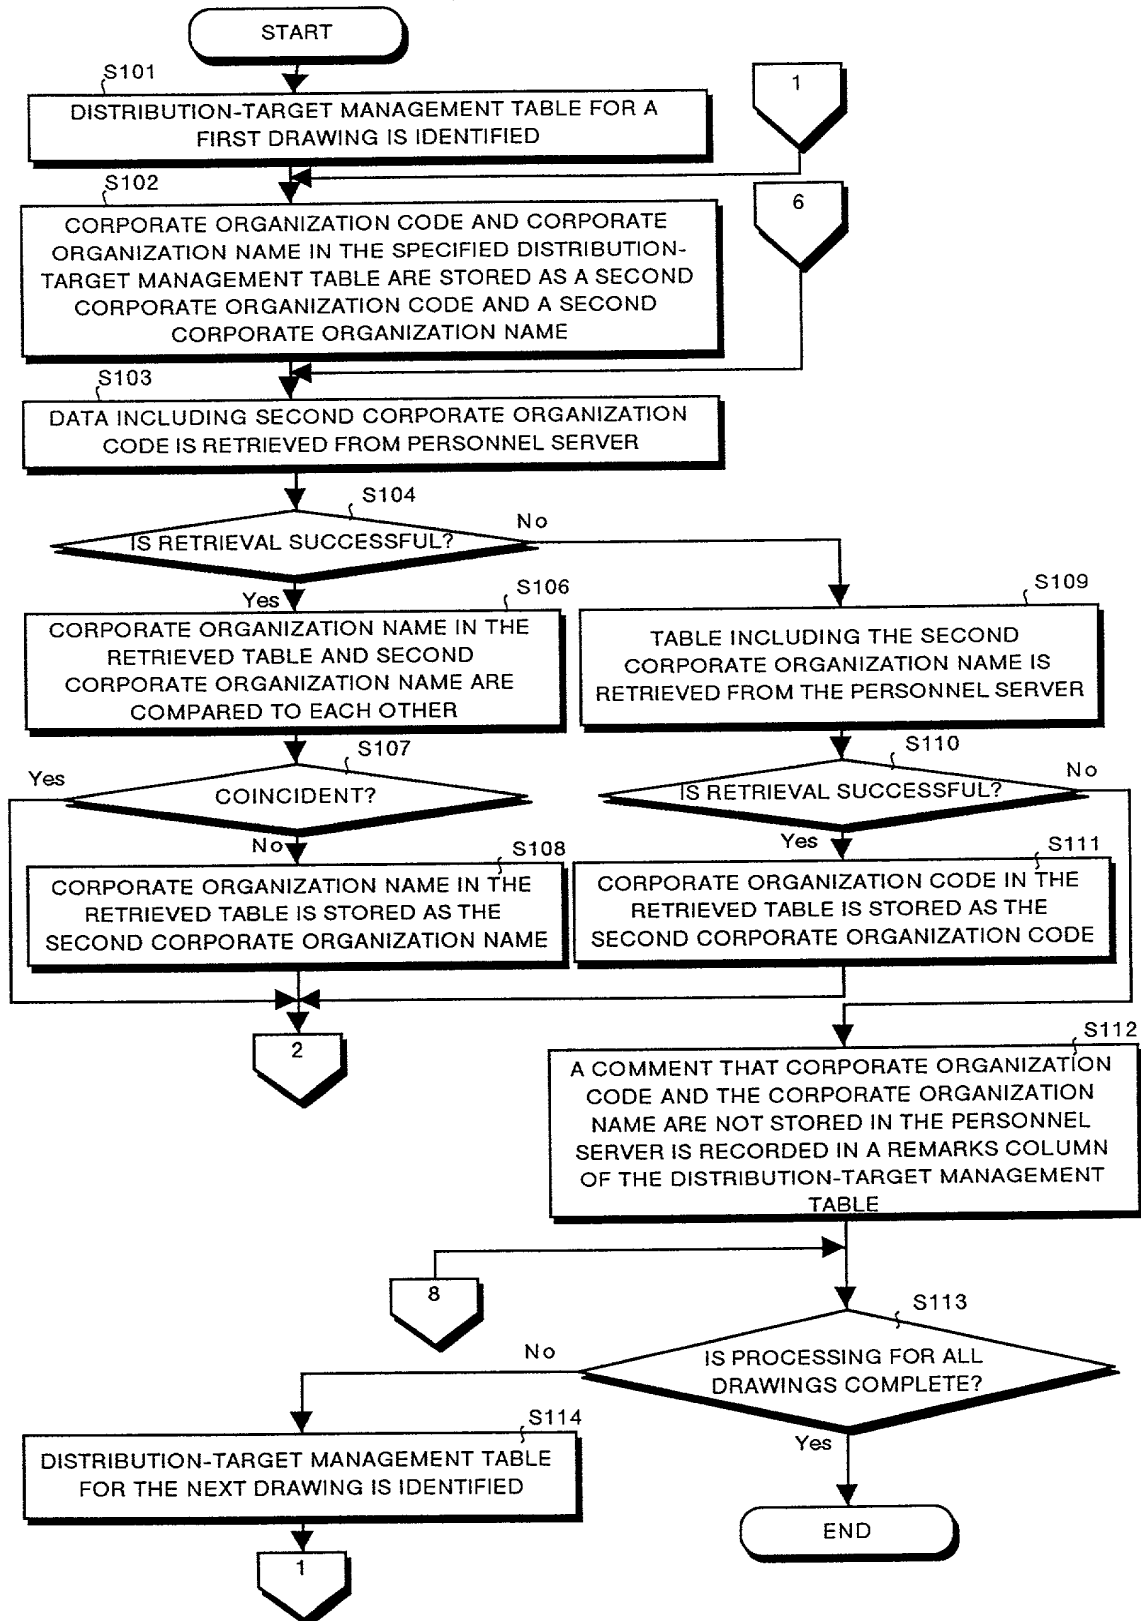 START
S101
DISTRIBUTION-TARGET MANAGEMENT TABLE FOR A
FIRST DRAWING IS IDENTIFIED
1
S102
CORPORATE ORGANIZATION CODE AND CORPORATE
ORGANIZATION NAME IN THE SPECIFIED DISTRIBUTION-
TARGET MANAGEMENT TABLE ARE STORED AS A SECOND
CORPORATE ORGANIZATION CODE AND A SECOND
CORPORATE ORGANIZATION NAME
6
S103
DATA INCLUDING SECOND CORPORATE ORGANIZATION
CODE IS RETRIEVED FROM PERSONNEL SERVER
S104
IS RETRIEVAL SUCCESSFUL?
No
Yes
S106
CORPORATE ORGANIZATION NAME IN THE
RETRIEVED TABLE AND SECOND
CORPORATE ORGANIZATION NAME ARE
COMPARED TO EACH OTHER
S109
TABLE INCLUDING THE SECOND
CORPORATE ORGANIZATION NAME IS
RETRIEVED FROM THE PERSONNEL SERVER
S107
Yes
COINCIDENT?
No
S110
IS RETRIEVAL SUCCESSFUL?
No
Yes
S108
CORPORATE ORGANIZATION NAME IN THE
RETRIEVED TABLE IS STORED AS THE
SECOND CORPORATE ORGANIZATION NAME
S111
CORPORATE ORGANIZATION CODE IN THE
RETRIEVED TABLE IS STORED AS THE
SECOND CORPORATE ORGANIZATION CODE
2
S112
A COMMENT THAT CORPORATE ORGANIZATION
CODE AND THE CORPORATE ORGANIZATION
NAME ARE NOT STORED IN THE PERSONNEL
SERVER IS RECORDED IN A REMARKS COLUMN
OF THE DISTRIBUTION-TARGET MANAGEMENT
TABLE
8
S113
IS PROCESSING FOR ALL
DRAWINGS COMPLETE?
No
Yes
S114
DISTRIBUTION-TARGET MANAGEMENT TABLE
FOR THE NEXT DRAWING IS IDENTIFIED
END
1